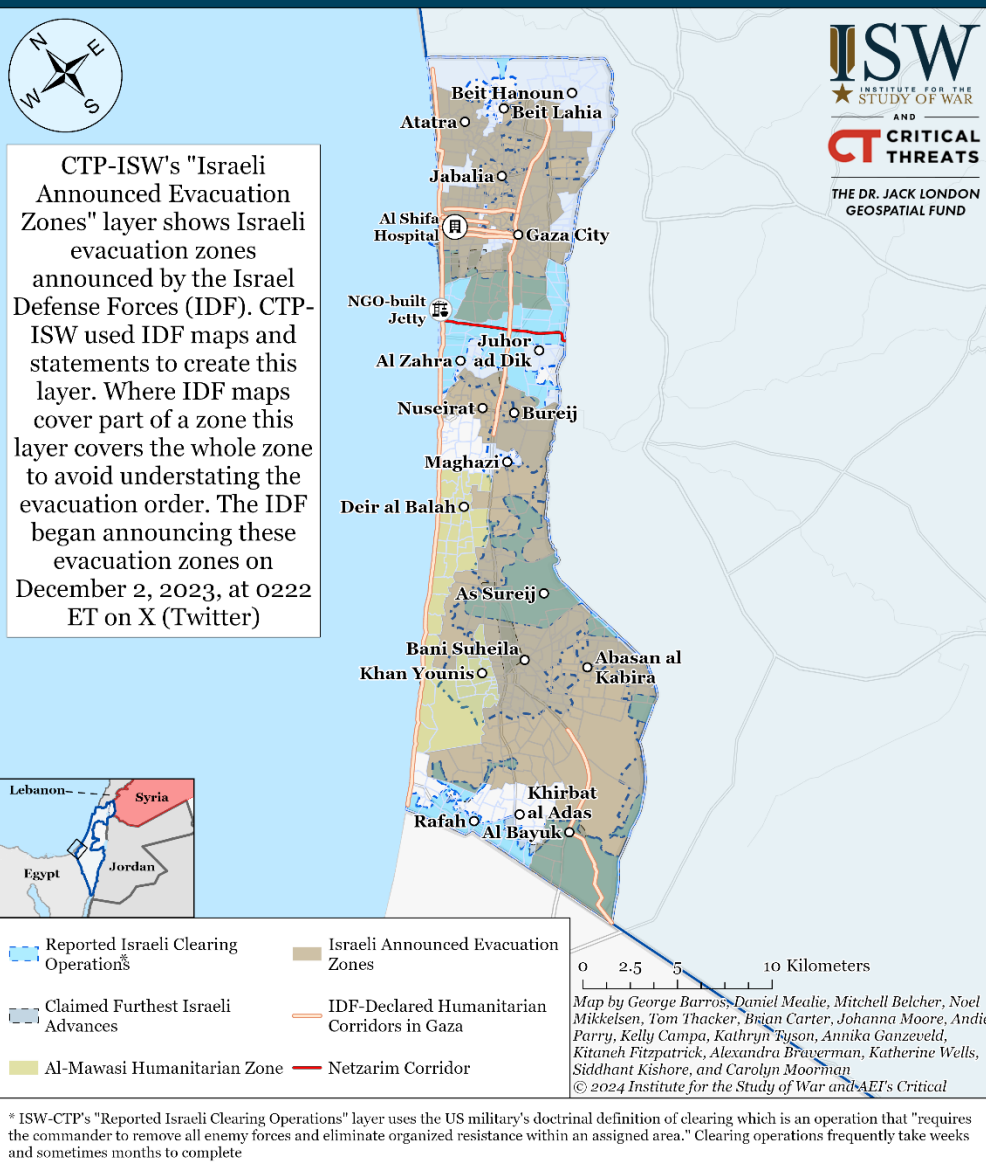 N
E
W
S
ISW
INSTITUTE FOR THE
STUDY OF WAR
AND
CT CRITICAL
THREATS
THE DR. JACK LONDON
GEOSPATIAL FUND
CTP-ISW's "Israeli
Announced Evacuation
Zones" layer shows Israeli
evacuation zones
announced by the Israel
Defense Forces (IDF). CTP-
ISW used IDF maps and
statements to create this
layer. Where IDF maps
cover part of a zone this
layer covers the whole zone
to avoid understating the
evacuation order. The IDF
began announcing these
evacuation zones on
December 2, 2023, at 0222
ET on X (Twitter)
Beit Hanoun
Beit Lahia
Atatra
Jabalia
Al Shifa
Hospital
Gaza City
NGO-built
Jetty
Juhor
ad Dik
Al Zahra
Nuseirat
Bureij
Maghazi
Deir al Balah
As Sureij
Bani Suheila
Abasan al
Kabira
Khan Younis
Khirbat
al Adas
Rafah
Al Bayuk
Lebanon
Syria
Egypt
Jordan
Reported Israeli Clearing
Operations*
Claimed Furthest Israeli
Advances
Al-Mawasi Humanitarian Zone
Israeli Announced Evacuation
Zones
IDF-Declared Humanitarian
Corridors in Gaza
Netzarim Corridor
0 2.5 5 10 Kilometers
Map by George Barros, Daniel Mealie, Mitchell Belcher, Noel
Mikkelsen, Tom Thacker, Brian Carter, Johanna Moore, Andie
Parry, Kelly Campa, Kathryn Tyson, Annika Ganzeveld,
Kitaneh Fitzpatrick, Alexandra Braverman, Katherine Wells,
Siddhant Kishore, and Carolyn Moorman
© 2024 Institute for the Study of War and AEI's Critical
* ISW-CTP's "Reported Israeli Clearing Operations" layer uses the US military's doctrinal definition of clearing which is an operation that "requires
the commander to remove all enemy forces and eliminate organized resistance within an assigned area." Clearing operations frequently take weeks
and sometimes months to complete